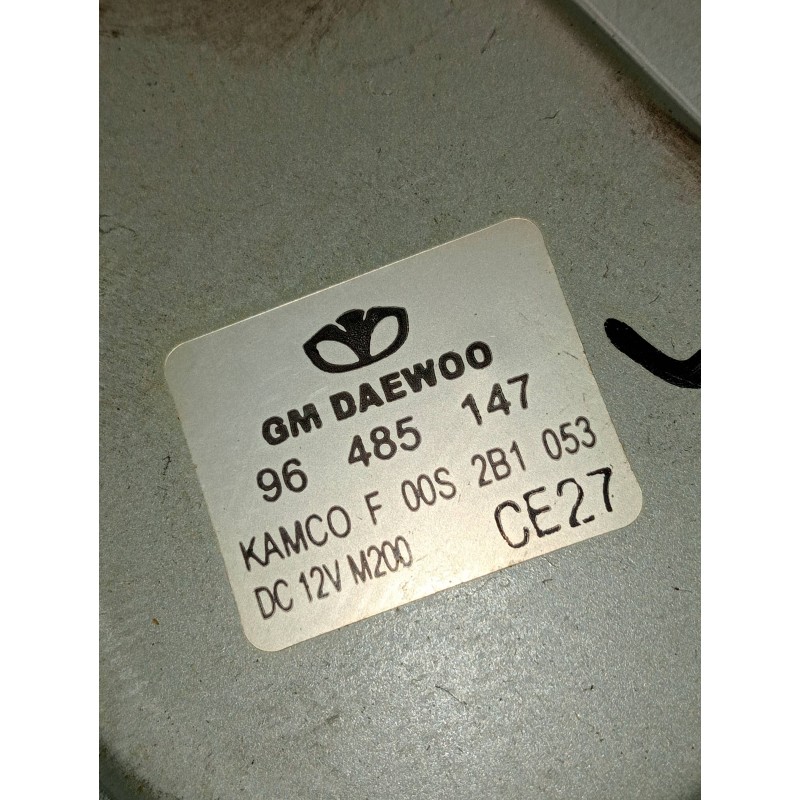 GM DAEWOO
96 485 147
KAMCO F 00S 2B1 053
DC 12V M200
CE27